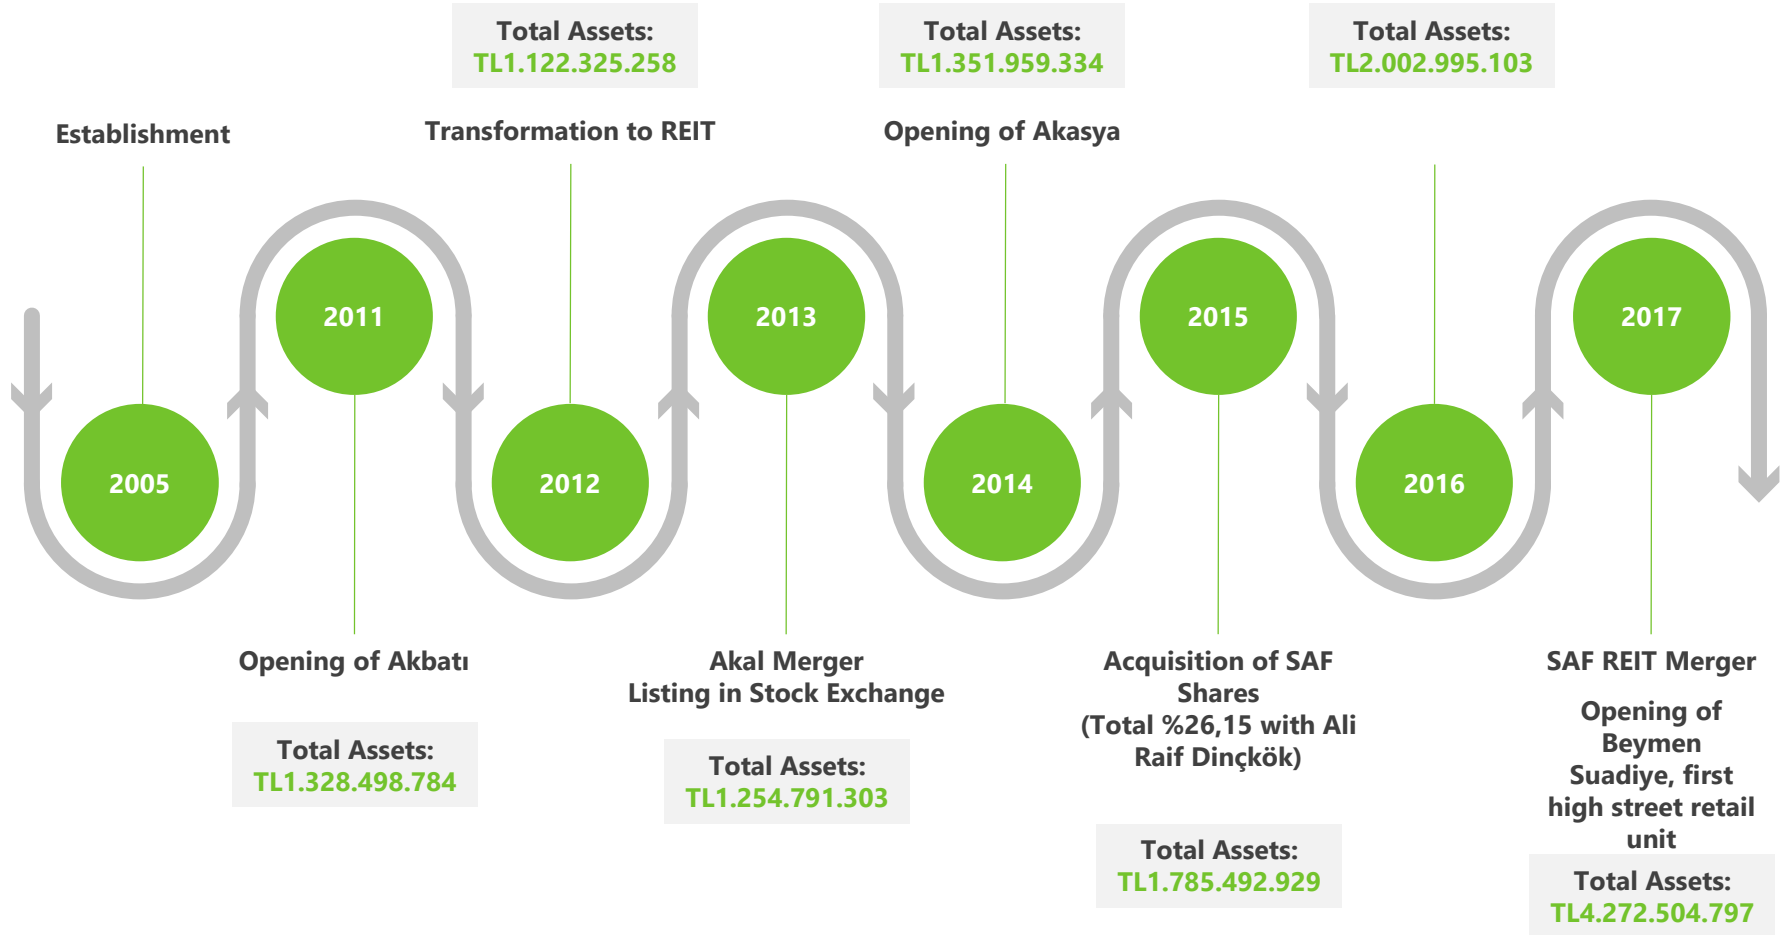 Total Assets:
TL1.122.325.258
Total Assets:
TL1.351.959.334
Total Assets:
TL2.002.995.103
Establishment
Transformation to REIT
Opening of Akasya
2011
2013
2015
2017
2005
2012
2014
2016
Opening of Akbatı
Total Assets:
TL1.328.498.784
Akal Merger
Listing in Stock Exchange
Total Assets:
TL1.254.791.303
Acquisition of SAF
Shares
(Total %26,15 with Ali
Raif Dinçkök)
Total Assets:
TL1.785.492.929
SAF REIT Merger
Opening of
Beymen
Suadiye, first
high street retail
unit
Total Assets:
TL4.272.504.797